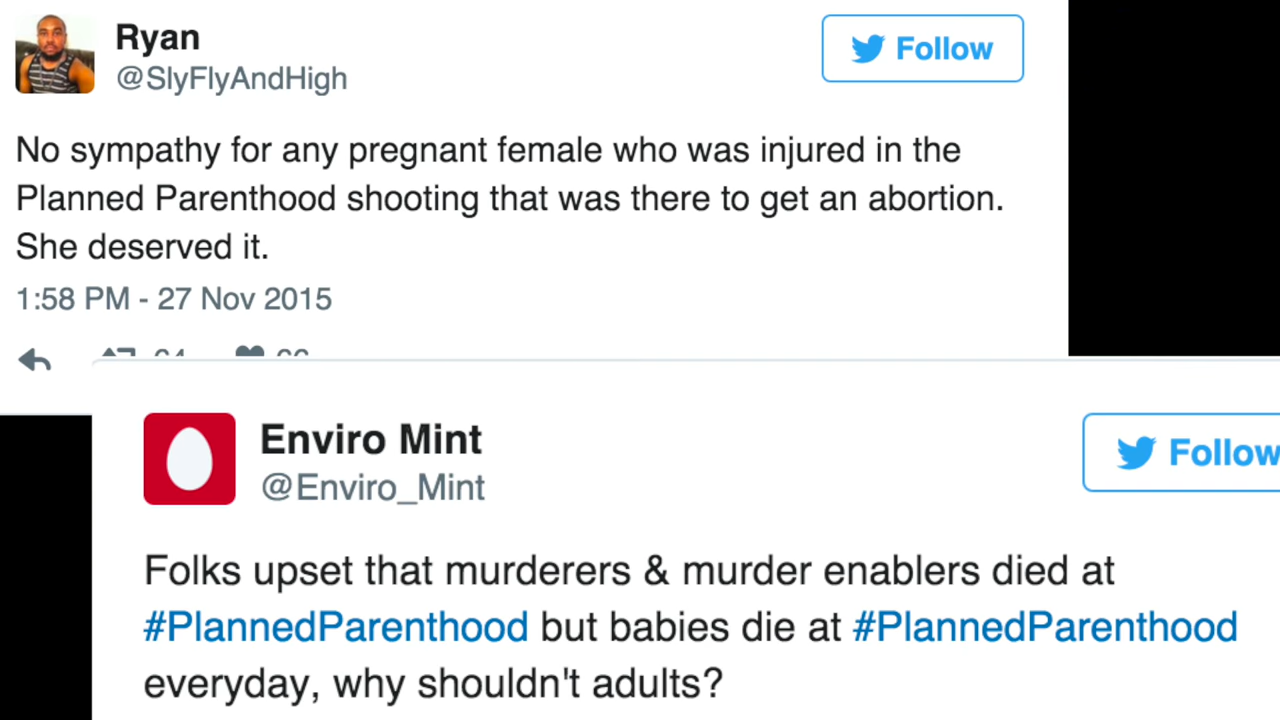 Ryan
@SlyFlyAndHigh
Follow
No sympathy for any pregnant female who was injured in the
Planned Parenthood shooting that was there to get an abortion.
She deserved it.
1:58 PM - 27 Nov 2015
Enviro Mint
@Enviro_Mint
Follow
Folks upset that murderers & murder enablers died at
#PlannedParenthood but babies die at #PlannedParenthood
everyday, why shouldn't adults?